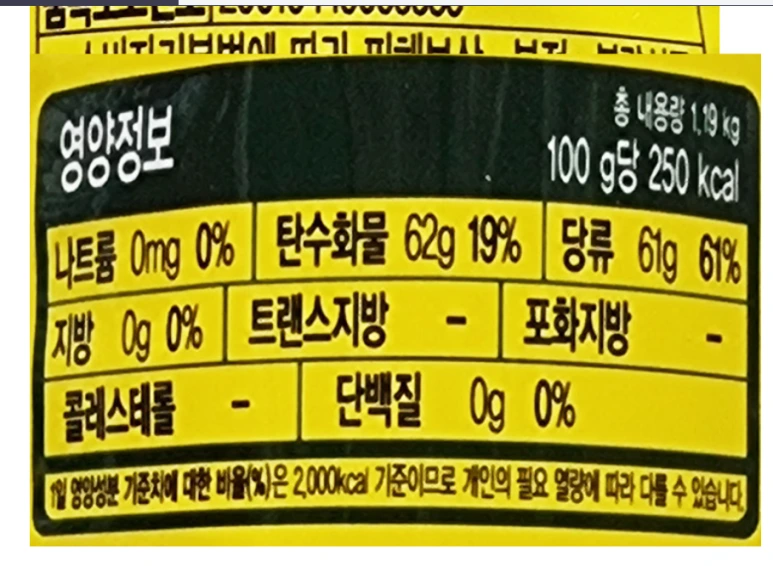 영양정보
총 내용량 1.19 kg
100 g당 250 kcal
나트륨 0mg 0% 탄수화물 62g 19% 당류 61g 61%
지방 0g 0% 트랜스지방 - 포화지방 -
콜레스테롤 - 단백질 0g 0%
1일 영양성분 기준치에 대한 비율(%)은 2,000kcal 기준이므로 개인의 필요 열량에 따라 다를 수 있습니다.